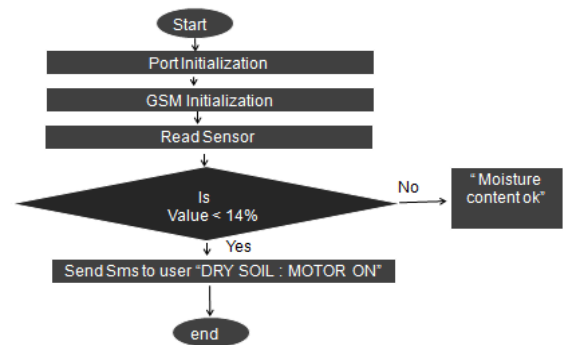 Start
Port Initialization
GSM Initialization
Read Sensor
Is
Value < 14%
No
“ Moisture
content ok”
Yes
Send Sms to user “DRY SOIL : MOTOR ON”
end